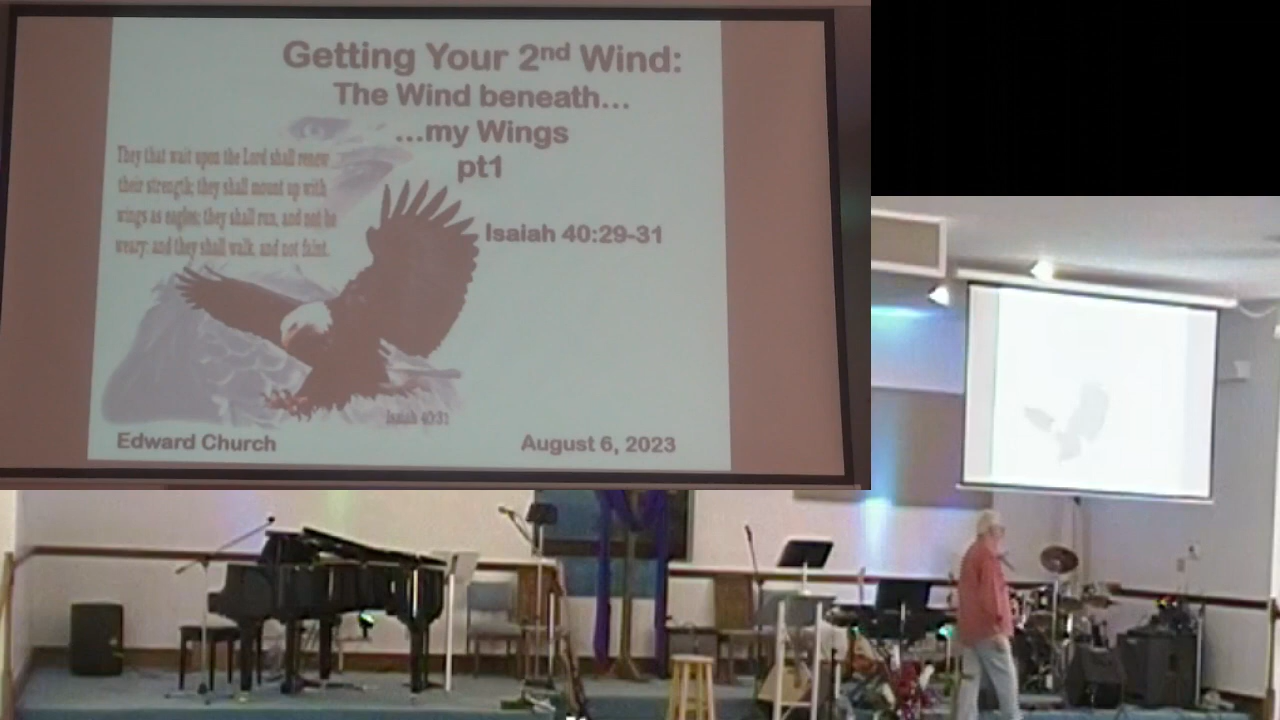 Getting Your 2nd Wind:
The Wind beneath...
...my Wings
pt1
They that wait upon the Lord shall renew
their strength; they shall mount up with
wings as eagles; they shall run, and not be
weary; and they shall walk, and not faint.
Isaiah 40:29-31
Isaiah 40:31
Edward Church
August 6, 2023